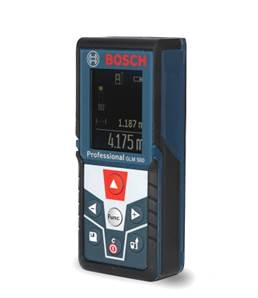 BOSCH
1.187 m
4.175 m
Professional GLM 500
Func
C